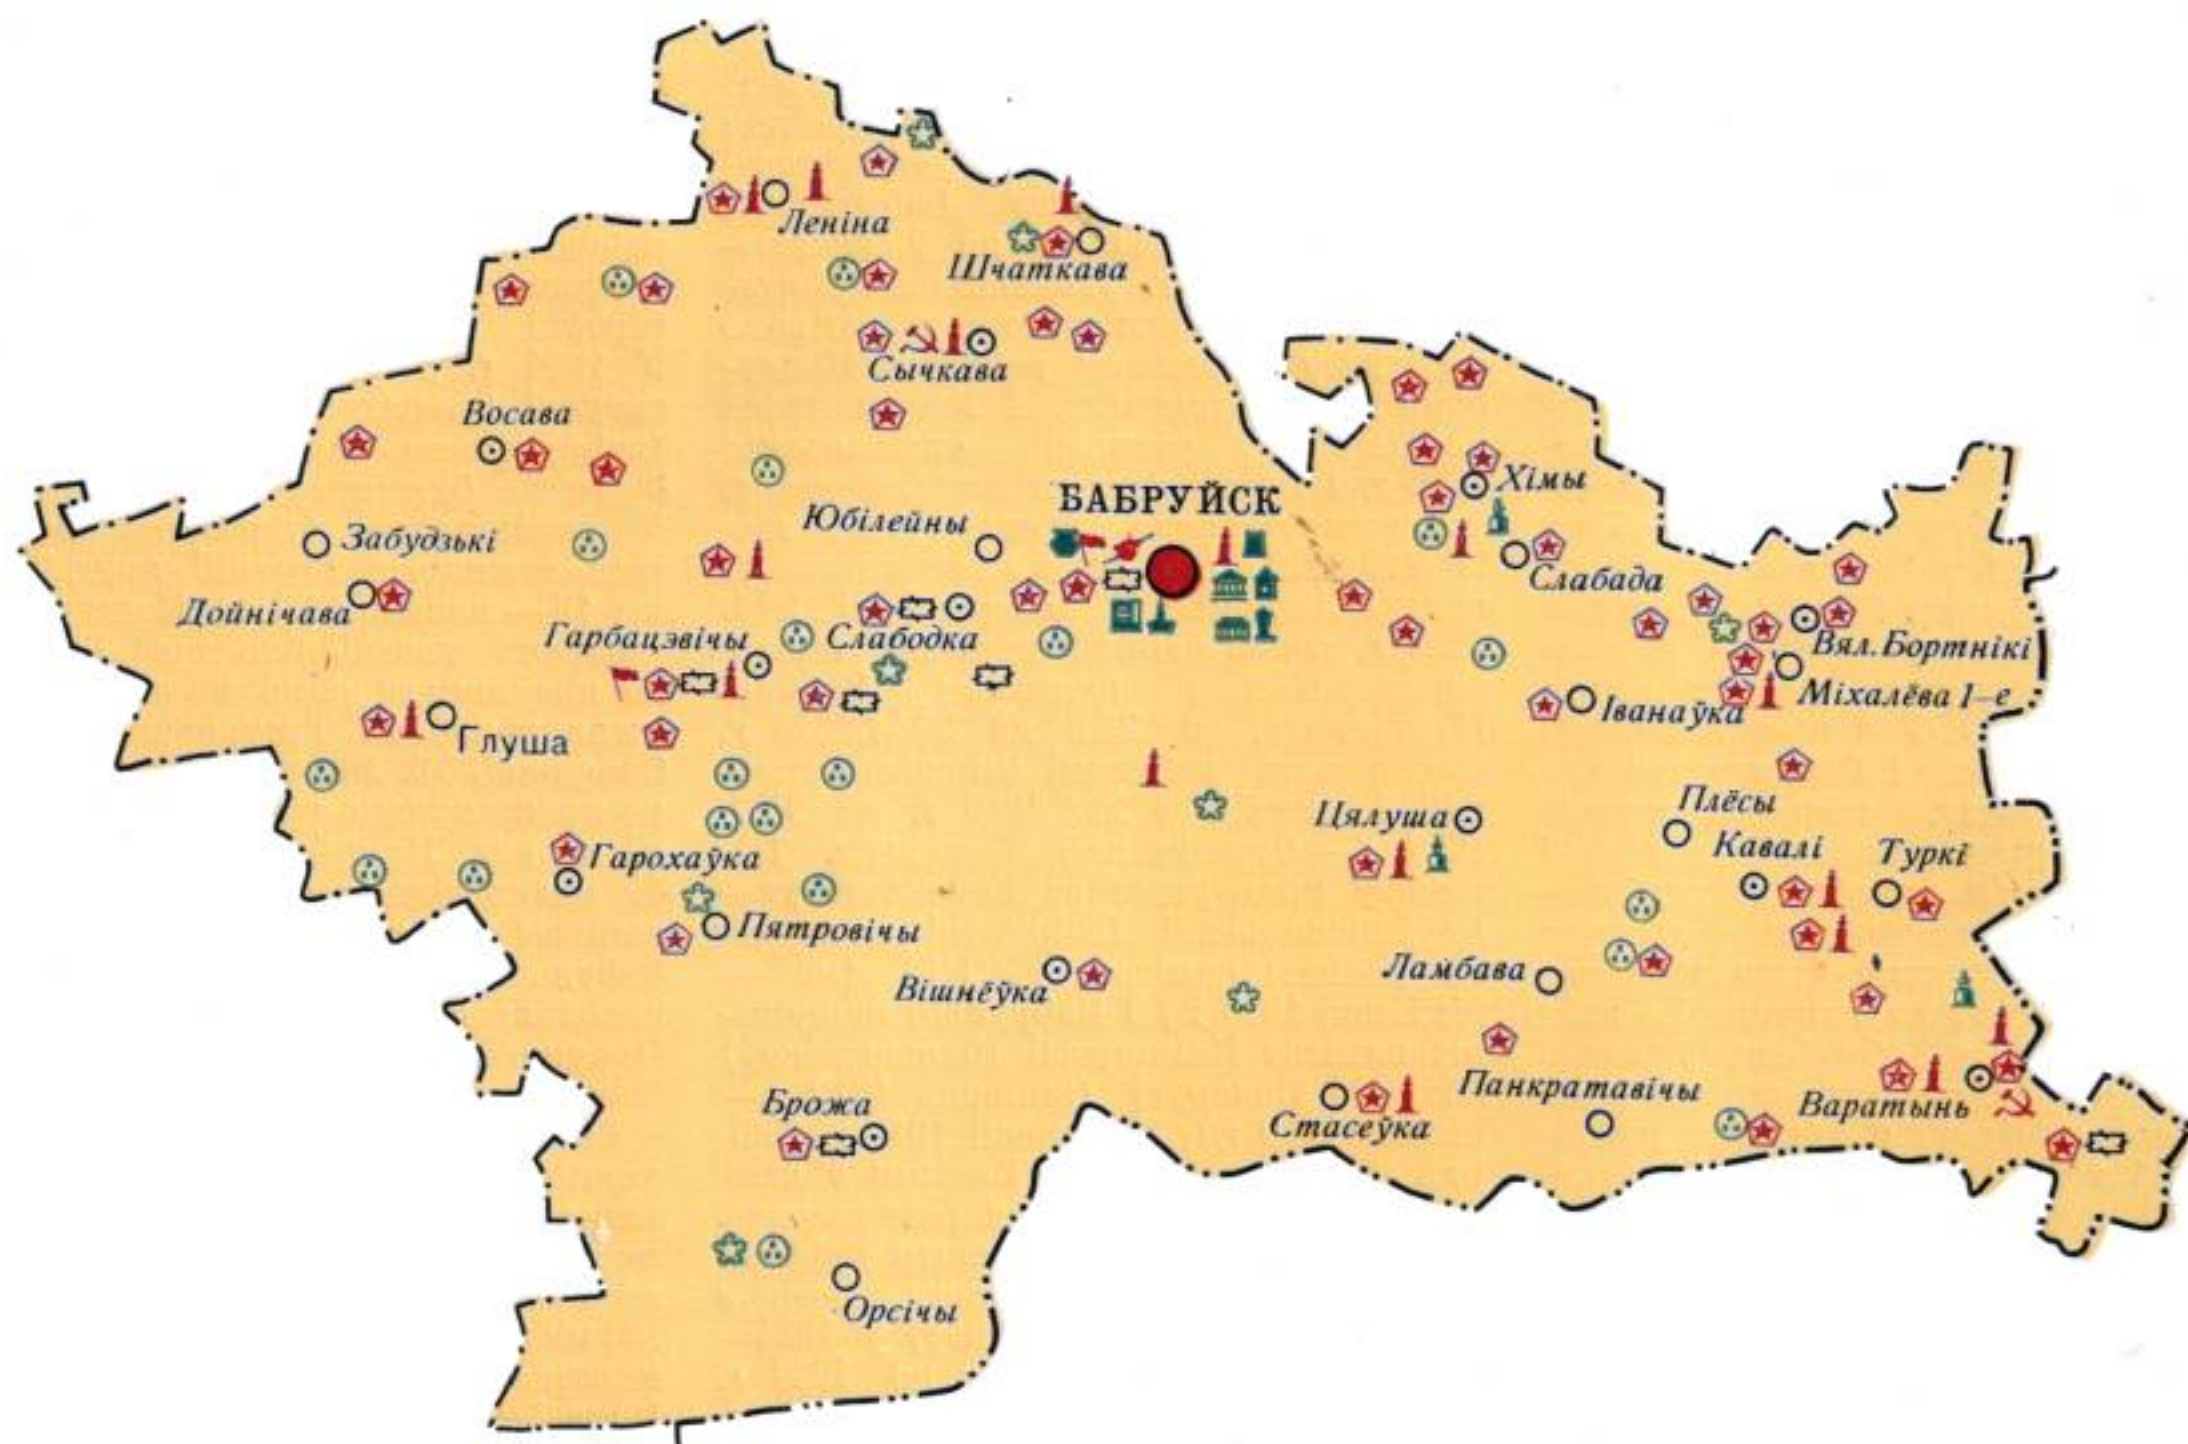 Леніна
Шчаткава
Сычкава
Восава
БАБРУЙСК
Хімы
Юбілейны
Забудзькі
Слабада
Дойнічава
Гарбацэвічы
Слабодка
Вял. Бортнікі
Міхалёва 1-е
Іванаўка
Глуша
Плёсы
Цялуша
Кавалі
Туркі
Гарохаўка
Пятровічы
Ламбава
Вішнёўка
Панкратавічы
Брожа
Варатынь
Стасеўка
Орсічы